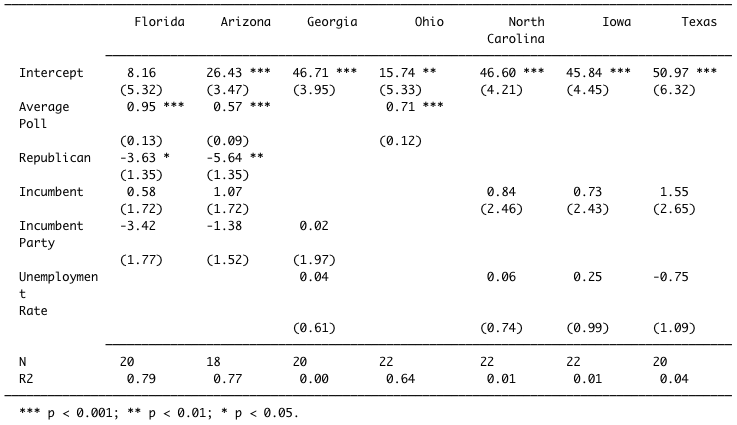 Florida Arizona Georgia Ohio North Iowa Texas
Carolina
Intercept 8.16 26.43 *** 46.71 *** 15.74 ** 46.60 *** 45.84 *** 50.97 ***
(5.32) (3.47) (3.95) (5.33) (4.21) (4.45) (6.32)
Average 0.95 *** 0.57 *** 0.71 ***
Poll
(0.13) (0.09) (0.12)
Republican -3.63 * -5.64 **
(1.35) (1.35)
Incumbent 0.58 1.07 0.84 0.73 1.55
(1.72) (1.72) (2.46) (2.43) (2.65)
Incumbent -3.42 -1.38 0.02
Party
(1.77) (1.52) (1.97)
Unemploymen 0.04 0.06 0.25 -0.75
t
Rate
(0.61) (0.74) (0.99) (1.09)
N 20 18 20 22 22 22 20
R2 0.79 0.77 0.00 0.64 0.01 0.01 0.04
*** p < 0.001; ** p < 0.01; * p < 0.05.